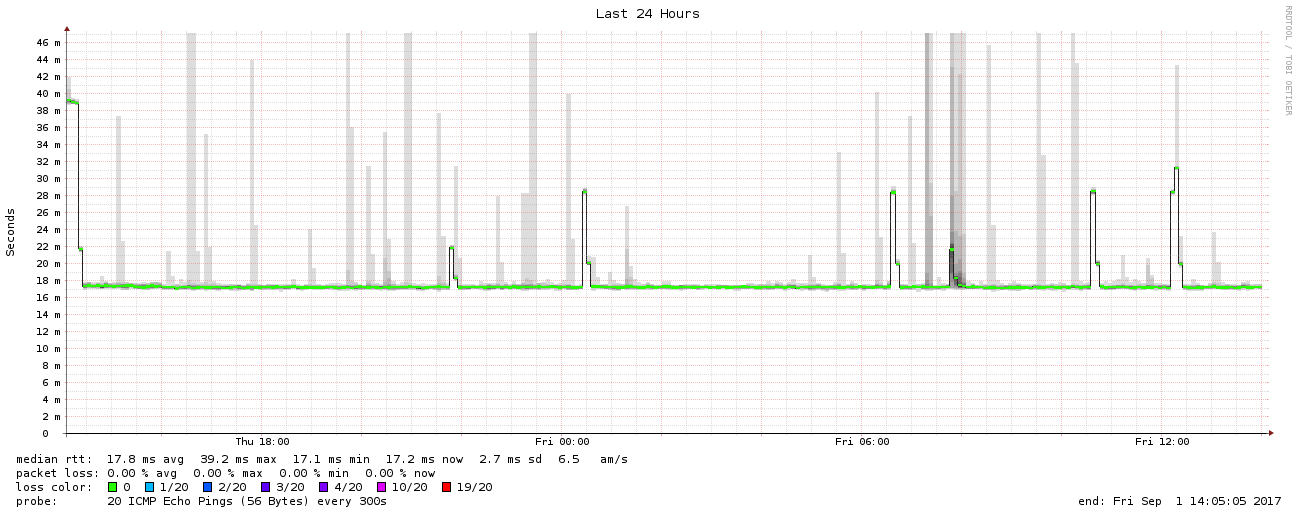 Last 24 Hours
RRDTOOL / TOBI OETIKER
Seconds
46 m
44 m
42 m
40 m
38 m
36 m
34 m
32 m
30 m
28 m
26 m
24 m
22 m
20 m
18 m
16 m
14 m
12 m
10 m
8 m
6 m
4 m
2 m
0
Thu 18:00 Fri 00:00 Fri 06:00 Fri 12:00
median rtt: 17.8 ms avg 39.2 ms max 17.1 ms min 17.2 ms now 2.7 ms sd 6.5 am/s
packet loss: 0.00 % avg 0.00 % max 0.00 % min 0.00 % now
loss color: 0 1/20 2/20 3/20 4/20 10/20 19/20
probe: 20 ICMP Echo Pings (56 Bytes) every 300s end: Fri Sep 1 14:05:05 2017